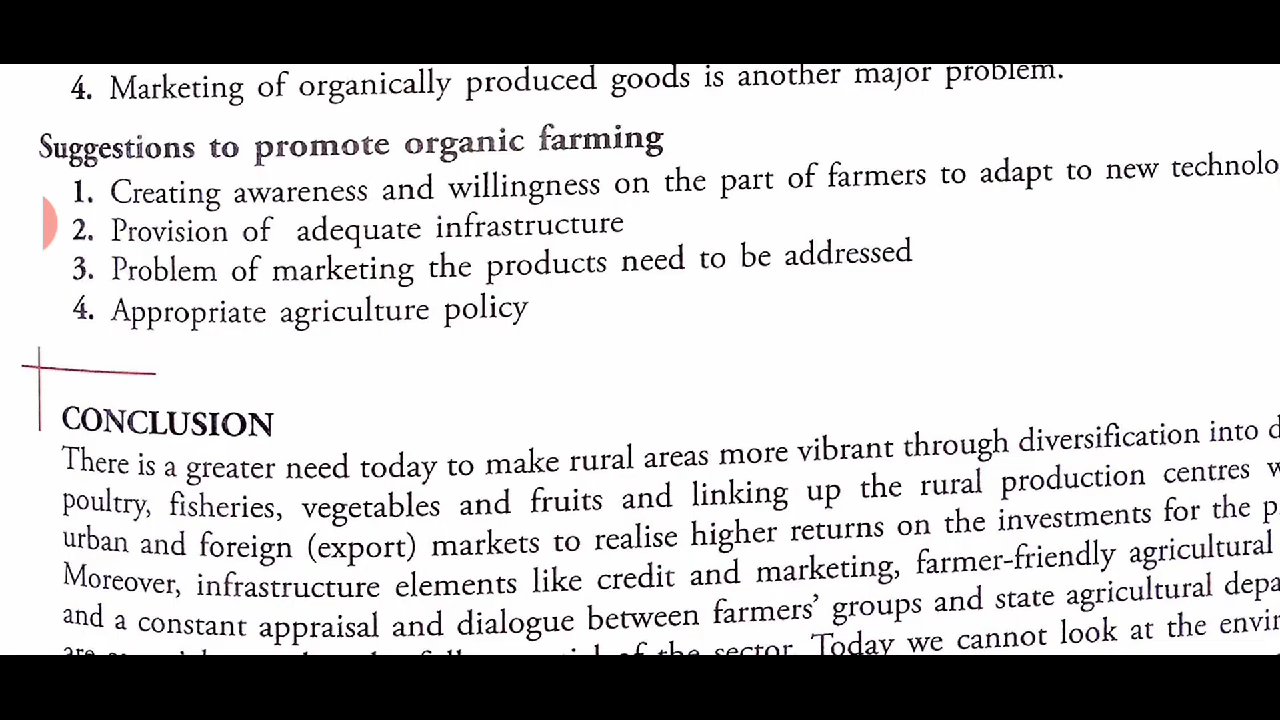 4. Marketing of organically produced goods is another major problem.
Suggestions to promote organic farming
1. Creating awareness and willingness on the part of farmers to adapt to new technolo
2. Provision of adequate infrastructure
3. Problem of marketing the products need to be addressed
4. Appropriate agriculture policy
CONCLUSION
There is a greater need today to make rural areas more vibrant through diversification into d
poultry, fisheries, vegetables and fruits and linking up the rural production centres w
urban and foreign (export) markets to realise higher returns on the investments for the p
Moreover, infrastructure elements like credit and marketing, farmer-friendly agricultural
and a constant appraisal and dialogue between farmers' groups and state agricultural depa
are of the sector. Today we cannot look at the envir